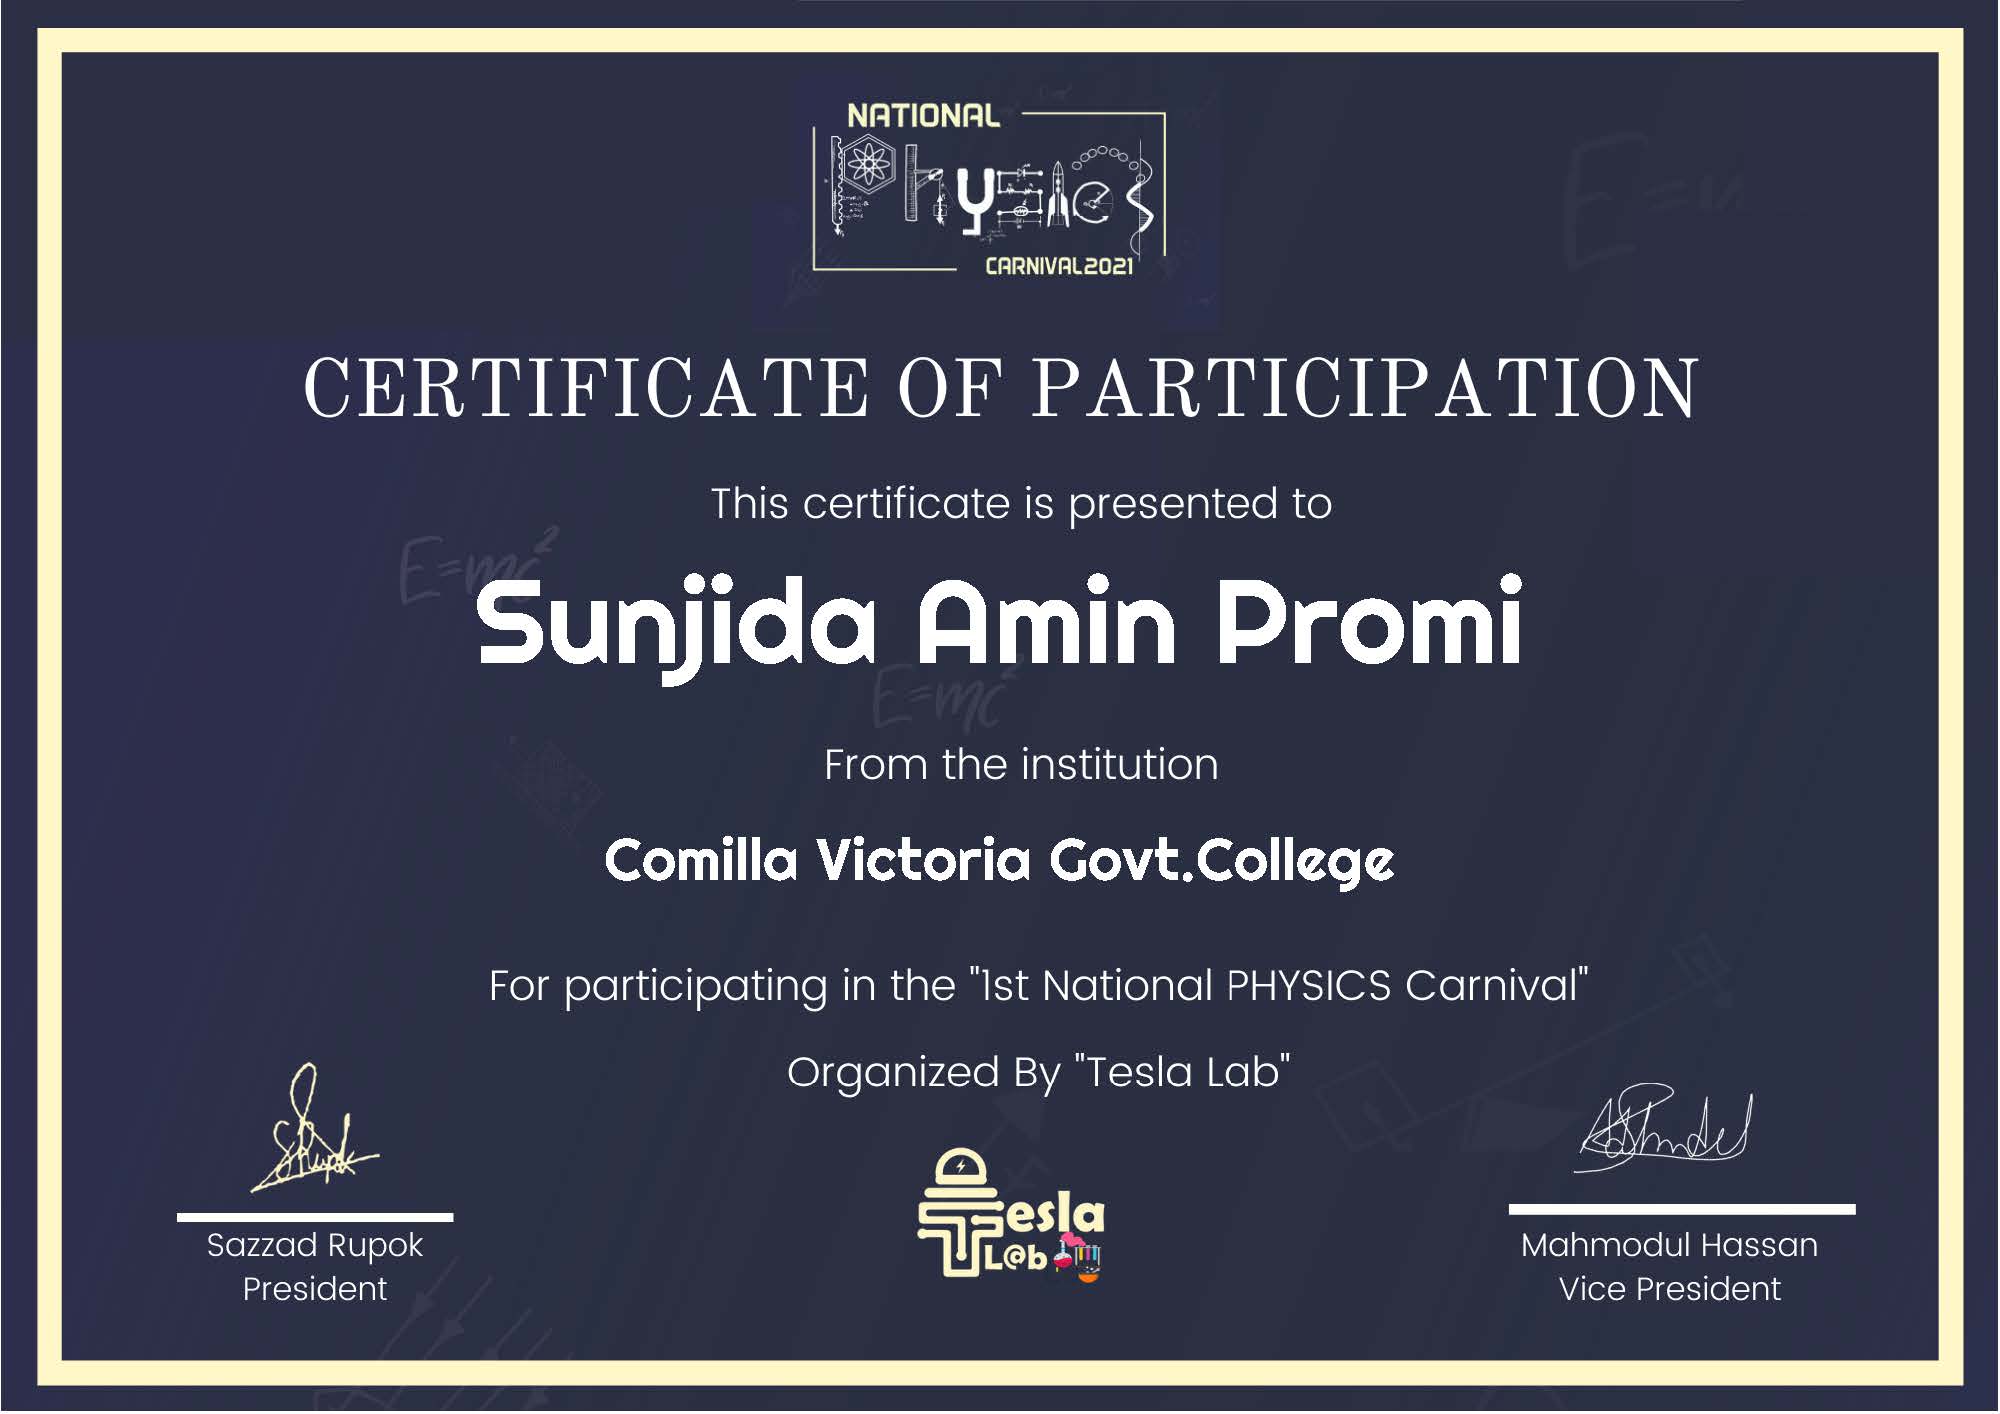 NATIONAL
Physics
CARNIVAL2021
CERTIFICATE OF PARTICIPATION
This certificate is presented to
E=mc²
Sunjida Amin Promi
E=mc²
From the institution
Comilla Victoria Govt.College
For participating in the "1st National PHYSICS Carnival"
Organized By "Tesla Lab"
Tesla
L@b
Sazzad Rupok
President
Mahmodul Hassan
Vice President